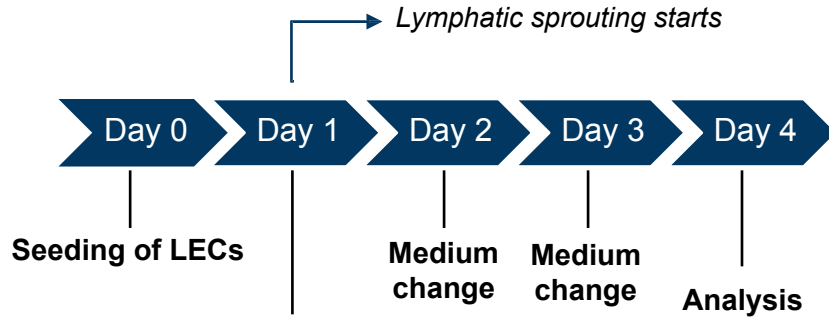 Lymphatic sprouting starts
Day 0 Day 1 Day 2 Day 3 Day 4
Seeding of LECs
Medium
change
Medium
change
Analysis